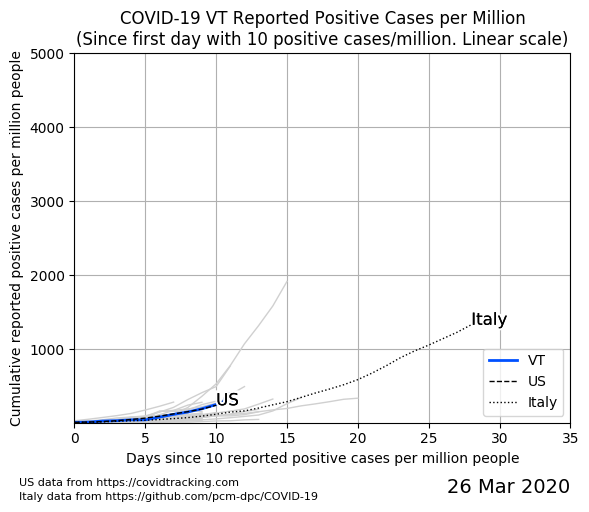 COVID-19 VT Reported Positive Cases per Million
(Since first day with 10 positive cases/million. Linear scale)
Cumulative reported positive cases per million people
5000
4000
3000
2000
1000
Italy
US
VT
US
Italy
0 5 10 15 20 25 30 35
Days since 10 reported positive cases per million people
US data from https://covidtracking.com
Italy data from https://github.com/pcm-dpc/COVID-19
26 Mar 2020